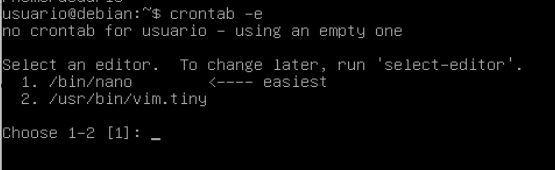 usuario@debian:~$ crontab -e
no crontab for usuario - using an empty one
Select an editor.  To change later, run 'select-editor'.
  1. /bin/nano        <---- easiest
  2. /usr/bin/vim.tiny
Choose 1-2 [1]: _